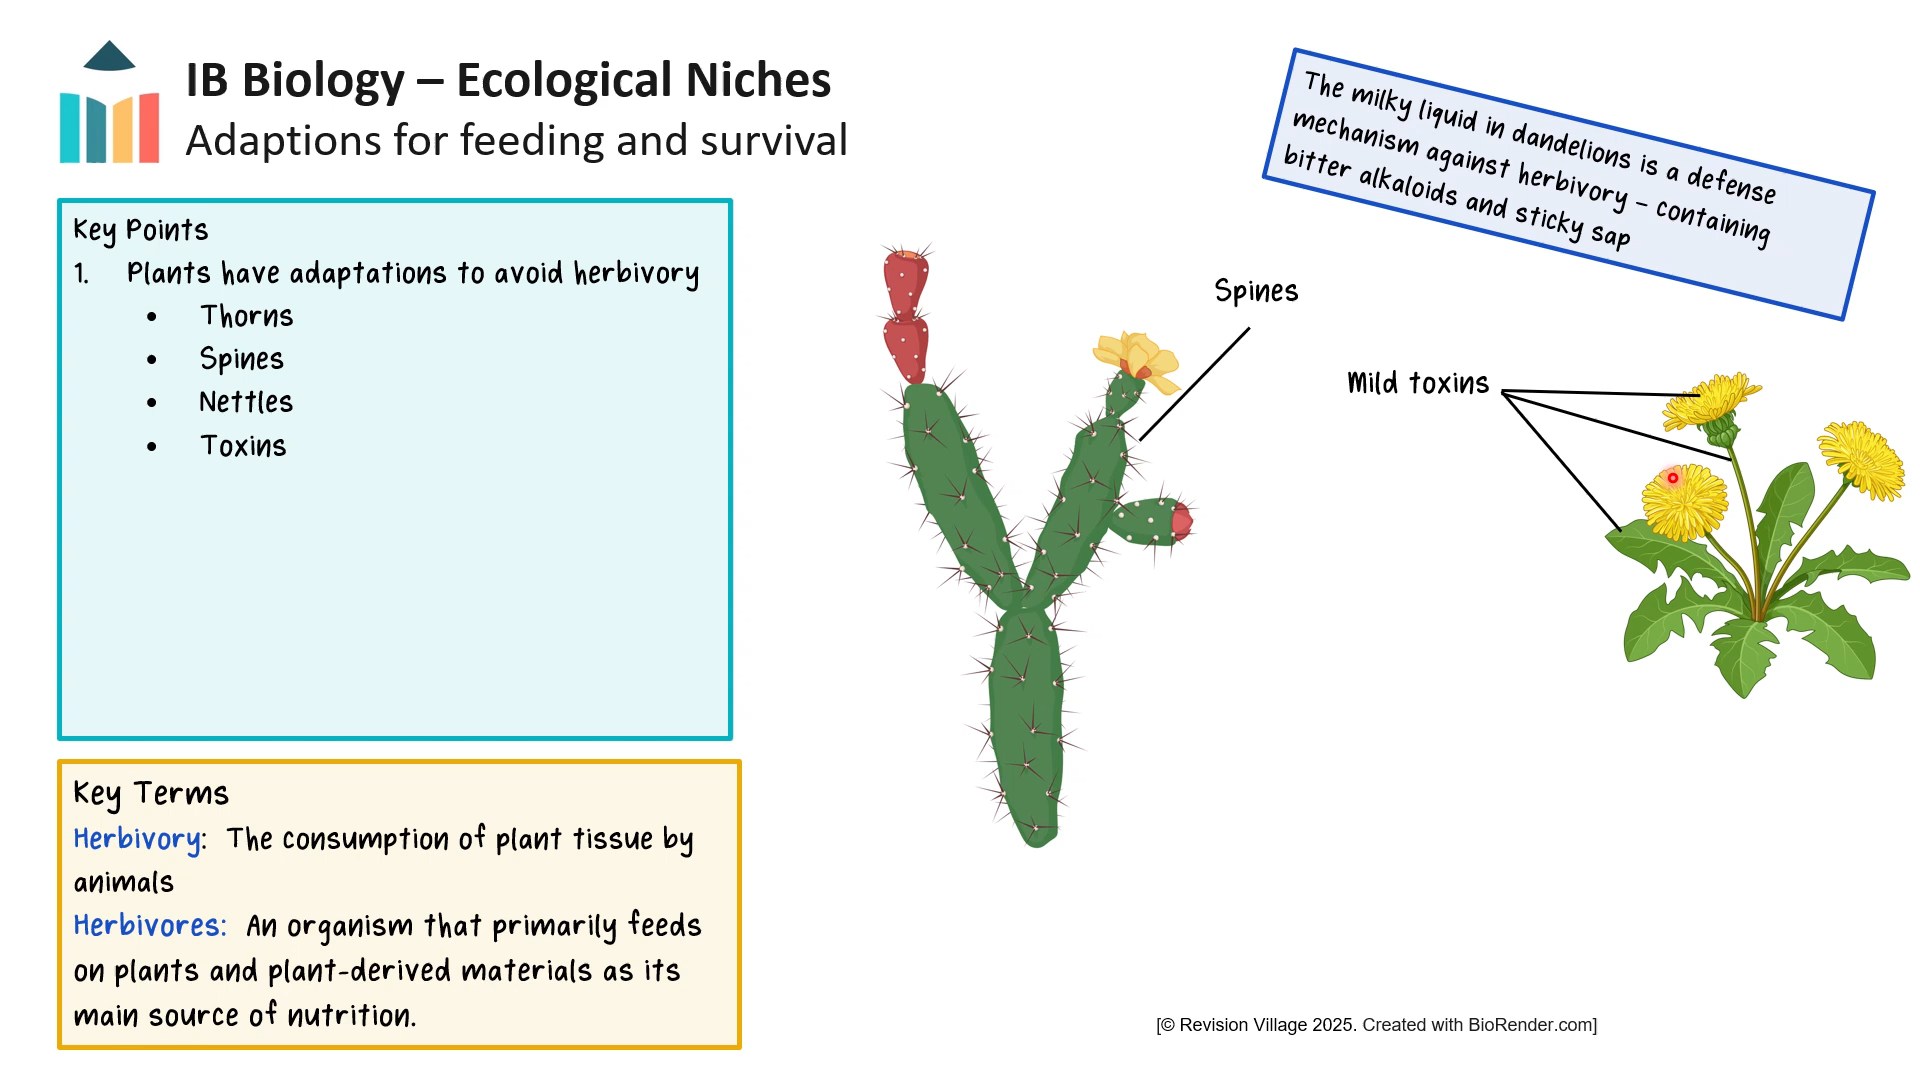 IB Biology – Ecological Niches
Adaptions for feeding and survival
Key Points
1. Plants have adaptations to avoid herbivory
• Thorns
• Spines
• Nettles
• Toxins
Key Terms
Herbivory: The consumption of plant tissue by
animals
Herbivores: An organism that primarily feeds
on plants and plant-derived materials as its
main source of nutrition.
The milky liquid in dandelions is a defense
mechanism against herbivory – containing
bitter alkaloids and sticky sap
Spines
Mild toxins
[© Revision Village 2025. Created with BioRender.com]